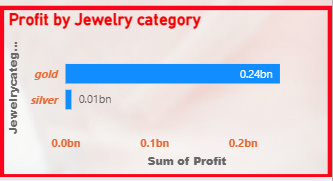 Profit by Jewelry category
Jewelrycateg...
gold 0.24bn
silver 0.01bn
0.0bn 0.1bn 0.2bn
Sum of Profit